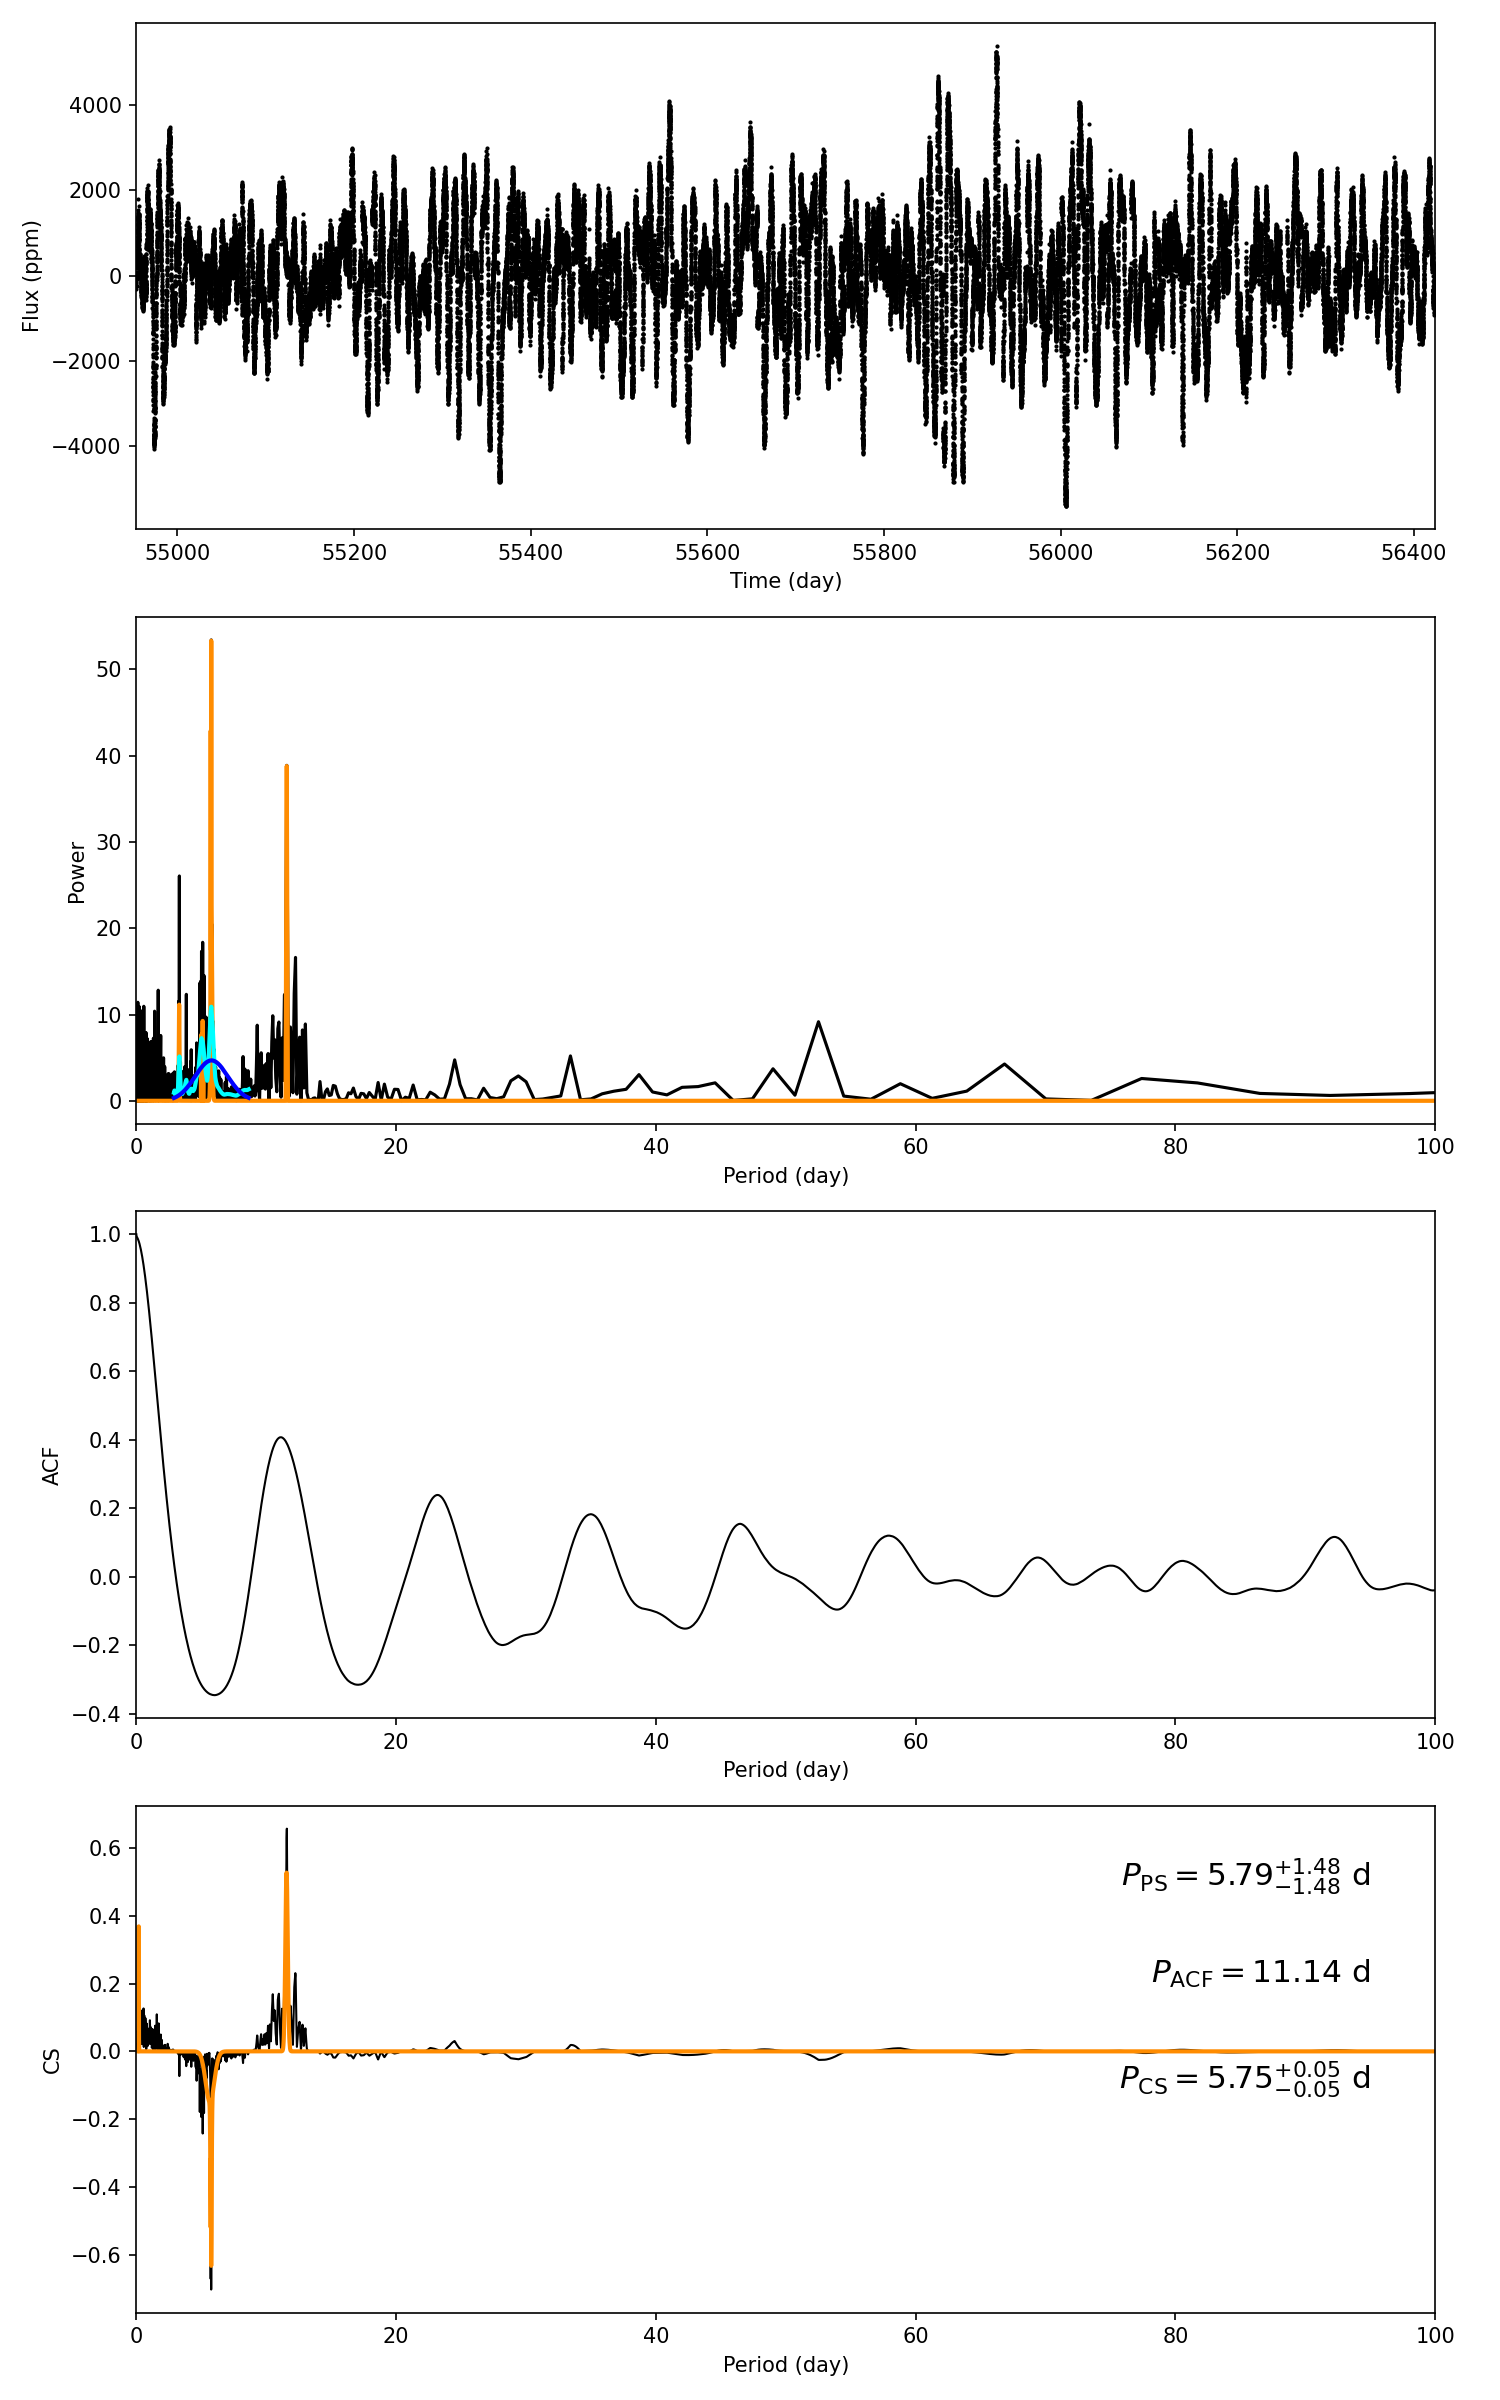 4000
2000
0
−2000
−4000
Flux (ppm)
55000 55200 55400 55600 55800 56000 56200 56400
Time (day)
50
40
30
20
10
0
Power
0 20 40 60 80 100
Period (day)
1.0
0.8
0.6
0.4
0.2
0.0
−0.2
−0.4
ACF
0 20 40 60 80 100
Period (day)
0.6
0.4
0.2
0.0
−0.2
−0.4
−0.6
CS
P_PS = 5.79^{+1.48}_{−1.48} d
P_ACF = 11.14 d
P_CS = 5.75^{+0.05}_{−0.05} d
0 20 40 60 80 100
Period (day)